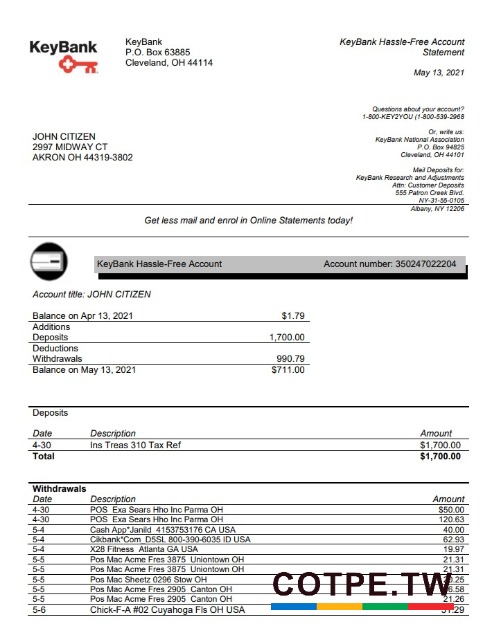 KeyBank
KeyBank
P.O. Box 63885
Cleveland, OH 44114
KeyBank Hassle-Free Account
Statement
May 13, 2021
Questions about your account?
1-800-KEY2YOU (1-800-539-2968
Or, write us:
KeyBank National Association
P.O. Box 94825
Cleveland, OH 44101
Mail Deposits for:
KeyBank Research and Adjustments
Attn: Customer Deposits
555 Patron Creek Blvd.
NY-31-55-0105
Albany, NY 12206
JOHN CITIZEN
2997 MIDWAY CT
AKRON OH 44319-3802
Get less mail and enrol in Online Statements today!
KeyBank Hassle-Free Account Account number: 350247022204
Account title: JOHN CITIZEN
Balance on Apr 13, 2021 $1.79
Additions
Deposits 1,700.00
Deductions
Withdrawals 990.79
Balance on May 13, 2021 $711.00
Deposits
Date Description Amount
4-30 Ins Treas 310 Tax Ref $1,700.00
Total $1,700.00
Withdrawals
Date Description Amount
4-30 POS Exa Sears Hho Inc Parma OH $50.00
4-30 POS Exa Sears Hho Inc Parma OH 120.63
5-4 Cash App*Janild 4153753176 CA USA 40.00
5-4 Cikbank*Com_D5SL 800-390-6035 ID USA 62.93
5-4 X28 Fitness Atlanta GA USA 19.97
5-5 Pos Mac Acme Fres 3875 Uniontown OH 21.31
5-5 Pos Mac Acme Fres 3875 Uniontown OH 21.31
5-5 Pos Mac Sheetz 0296 Stow OH
5-5 Pos Mac Acme Fres 2905 Canton OH
5-5 Pos Mac Acme Fres 2905 Canton OH 21.26
5-6 Chick-F-A #02 Cuyahoga Fls OH USA
COTPE.TW